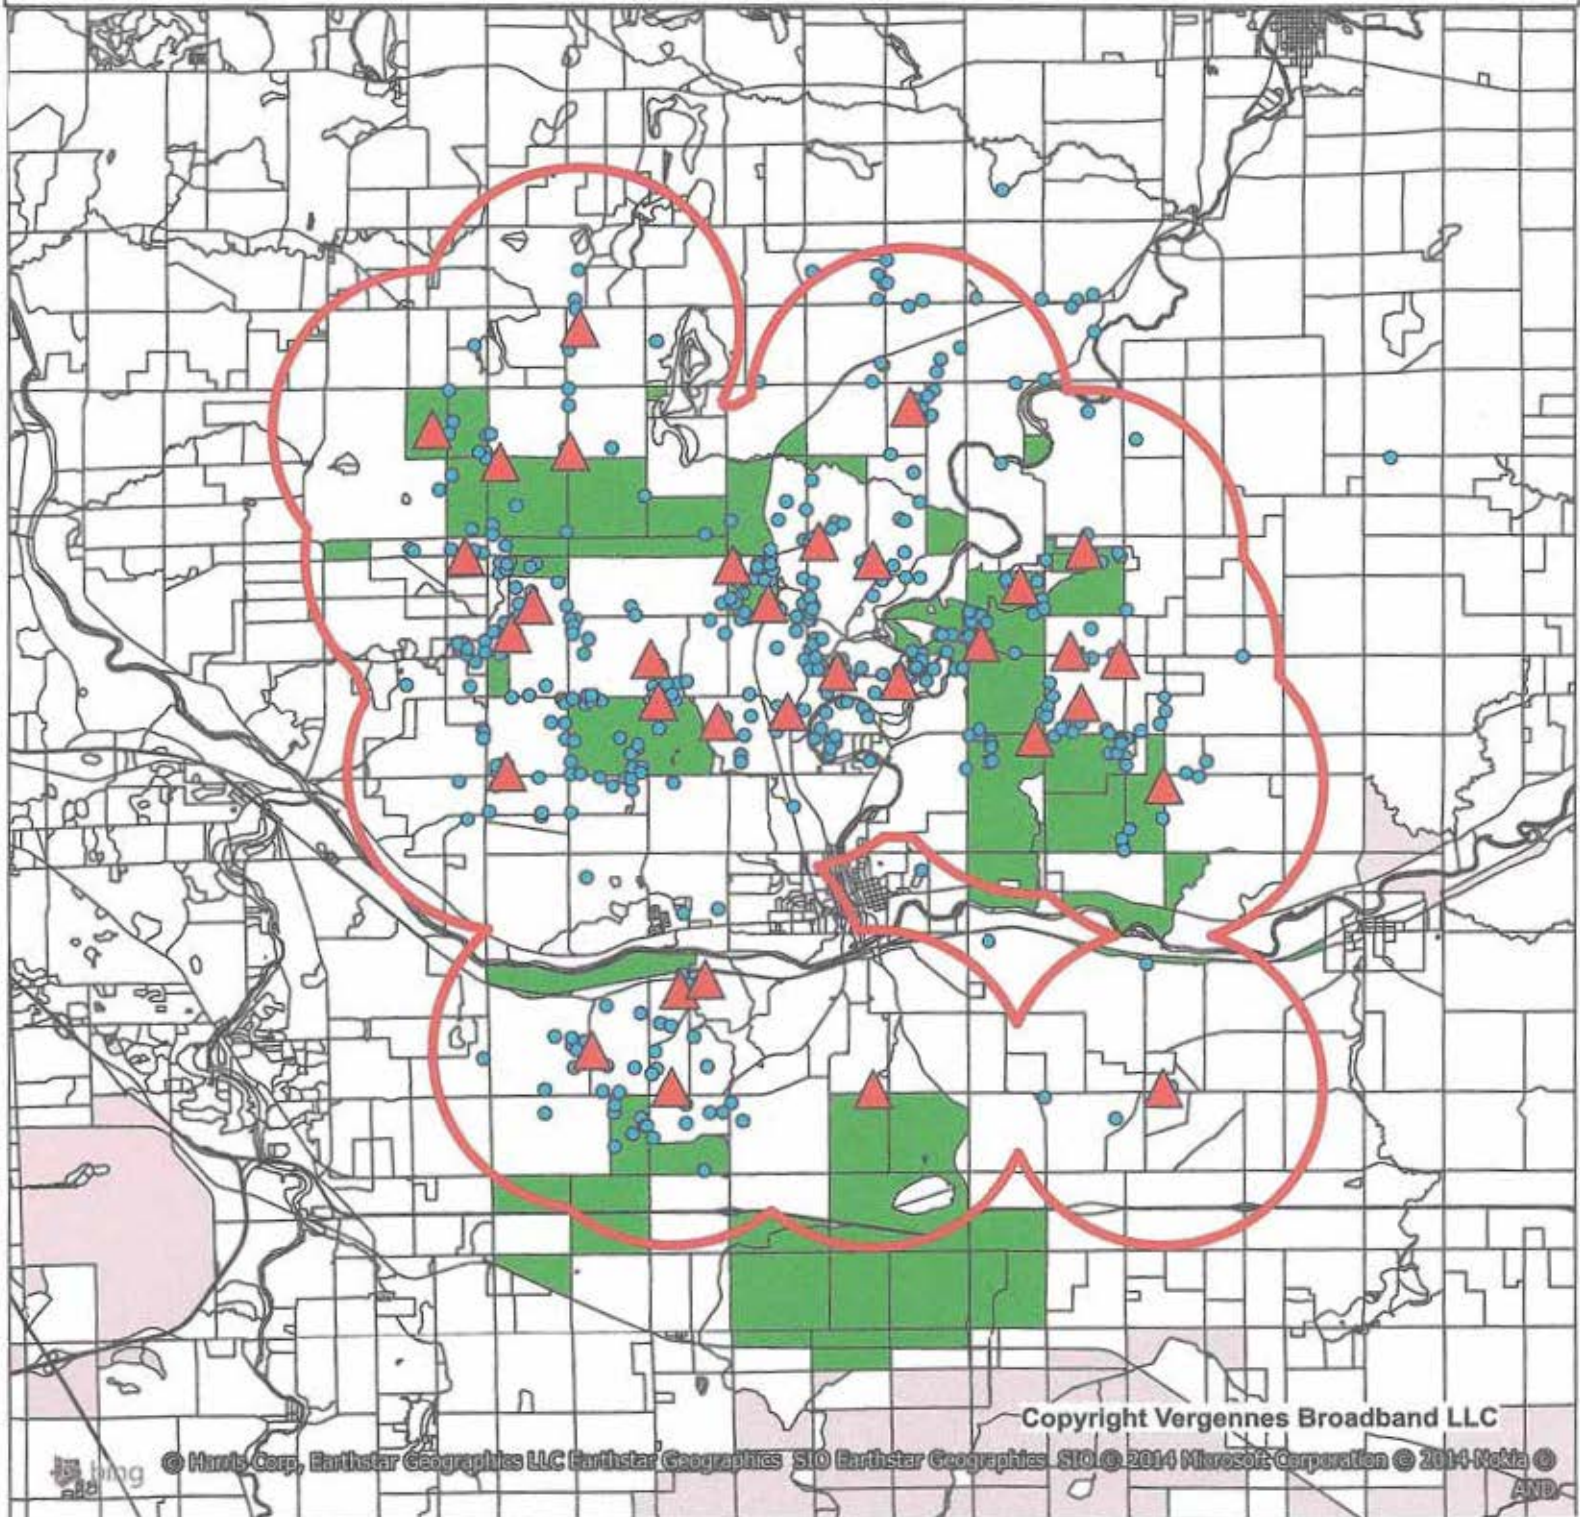 Copyright Vergennes Broadband LLC
bing
© Harris Corp, Earthstar Geographics LLC Earthstar Geographics SIO Earthstar Geographics SIO © 2014 Microsoft Corporation © 2014 Nokia ©
AND